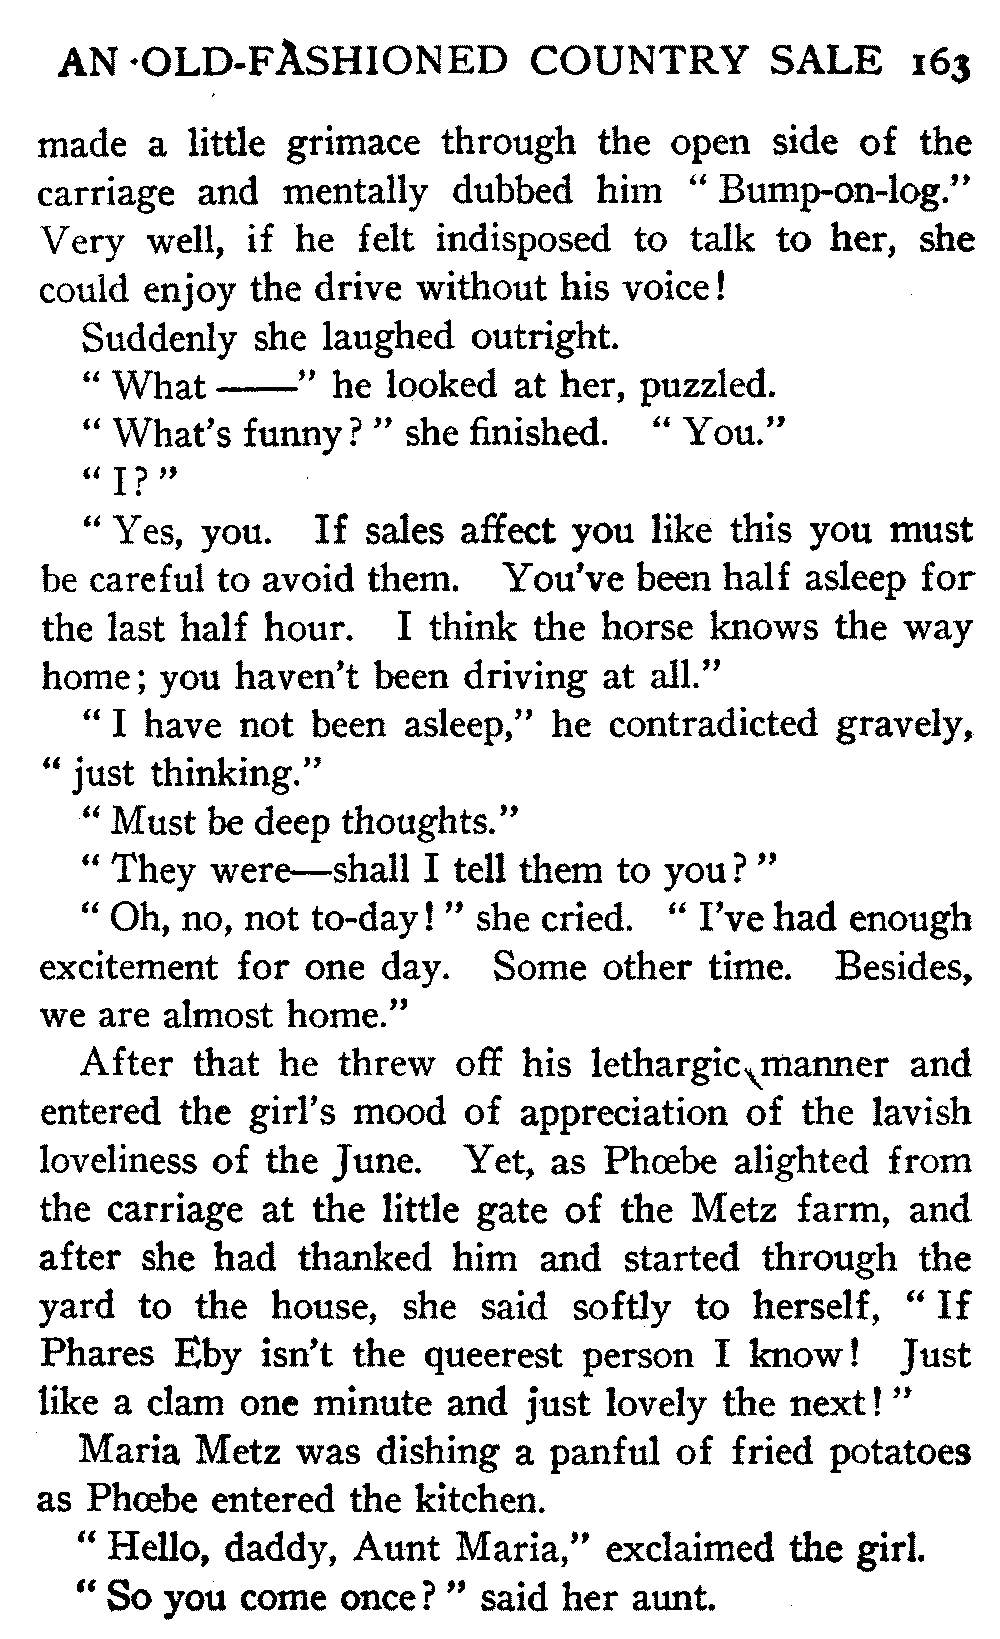 AN OLD-FASHIONED COUNTRY SALE 163
made a little grimace through the open side of the
carriage and mentally dubbed him " Bump-on-log."
Very well, if he felt indisposed to talk to her, she
could enjoy the drive without his voice!
Suddenly she laughed outright.
" What ——" he looked at her, puzzled.
" What's funny? " she finished. " You."
" I? "
" Yes, you. If sales affect you like this you must
be careful to avoid them. You've been half asleep for
the last half hour. I think the horse knows the way
home; you haven't been driving at all."
" I have not been asleep," he contradicted gravely,
" just thinking."
" Must be deep thoughts."
" They were—shall I tell them to you? "
" Oh, no, not to-day! " she cried. " I've had enough
excitement for one day. Some other time. Besides,
we are almost home."
After that he threw off his lethargic manner and
entered the girl's mood of appreciation of the lavish
loveliness of the June. Yet, as Phœbe alighted from
the carriage at the little gate of the Metz farm, and
after she had thanked him and started through the
yard to the house, she said softly to herself, " If
Phares Eby isn't the queerest person I know! Just
like a clam one minute and just lovely the next! "
Maria Metz was dishing a panful of fried potatoes
as Phœbe entered the kitchen.
" Hello, daddy, Aunt Maria," exclaimed the girl.
" So you come once? " said her aunt.